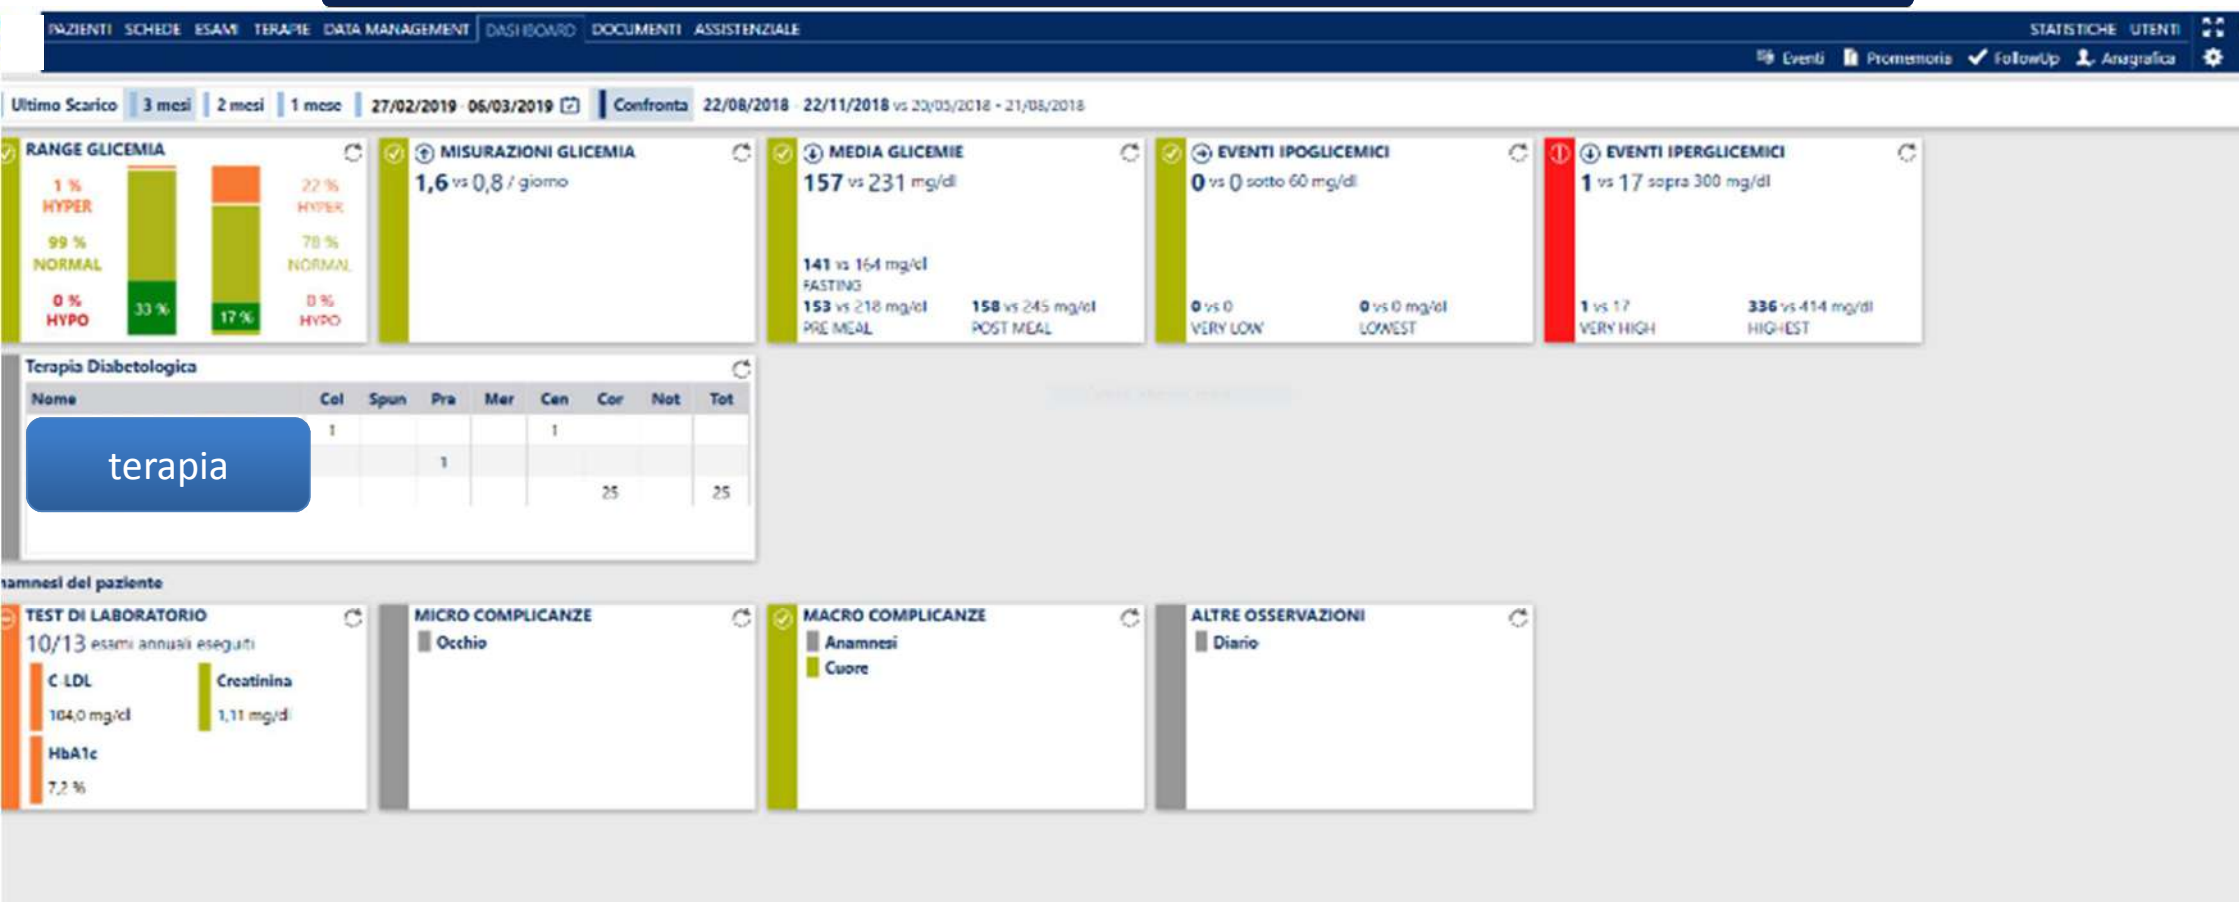 PAZIENTI SCHEDE ESAMI TERAPIE DATA MANAGEMENT DASHBOARD DOCUMENTI ASSISTENZIALE STATISTICHE UTENTI
Eventi Promemoria FollowUp Anagrafica
Ultimo Scarico 3 mesi 2 mesi 1 mese 27/02/2019 - 06/03/2019 Confronta 22/08/2018 - 22/11/2018 vs 20/05/2018 - 21/08/2018
RANGE GLICEMIA
1 %
HYPER
99 %
NORMAL
0 %
HYPO
33 %
17 %
22 %
HYPER
78 %
NORMAL
0 %
HYPO
MISURAZIONI GLICEMIA
1,6 vs 0,8 / giorno
MEDIA GLICEMIE
157 vs 231 mg/dl
141 vs 164 mg/dl
FASTING
153 vs 218 mg/dl 158 vs 245 mg/dl
PRE MEAL POST MEAL
EVENTI IPOGLICEMICI
0 vs 0 sotto 60 mg/dl
0 vs 0 0 vs 0 mg/dl
VERY LOW LOWEST
EVENTI IPERGLICEMICI
1 vs 17 sopra 300 mg/dl
1 vs 17 336 vs 414 mg/dl
VERY HIGH HIGHEST
Terapia Diabetologica
Nome Col Spun Pra Mer Cen Cor Not Tot
1 1
1
25 25
terapia
namnesi del paziente
TEST DI LABORATORIO
10/13 esami annuali eseguiti
C-LDL Creatinina
104,0 mg/dl 1,11 mg/dl
HbA1c
7,2 %
MICRO COMPLICANZE
Occhio
MACRO COMPLICANZE
Anamnesi
Cuore
ALTRE OSSERVAZIONI
Diario